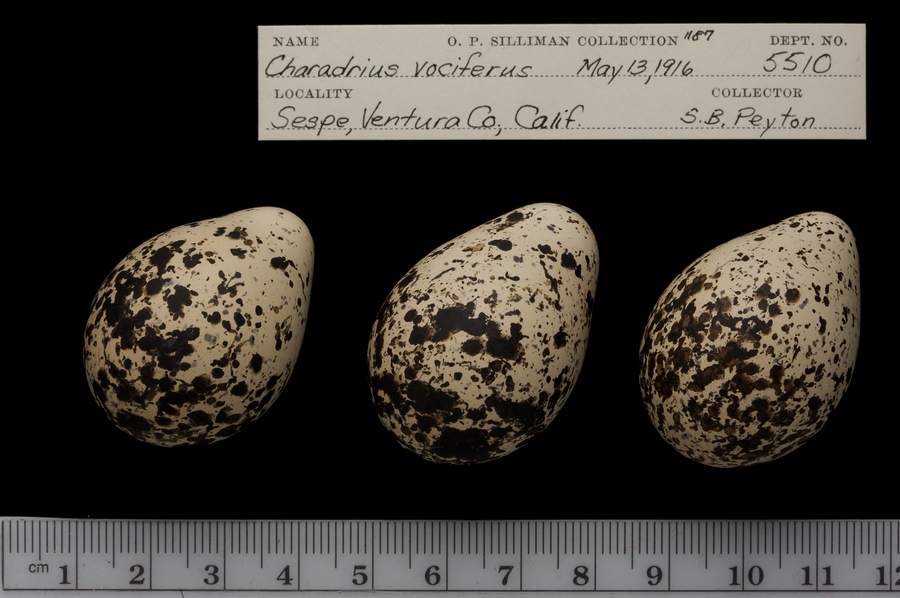 NAME O. P. SILLIMAN COLLECTION 1187 DEPT. NO.
Charadrius vociferus May 13, 1916 5510
LOCALITY COLLECTOR
Sespe, Ventura Co., Calif. S.B. Peyton
cm 1 2 3 4 5 6 7 8 9 10 11 12